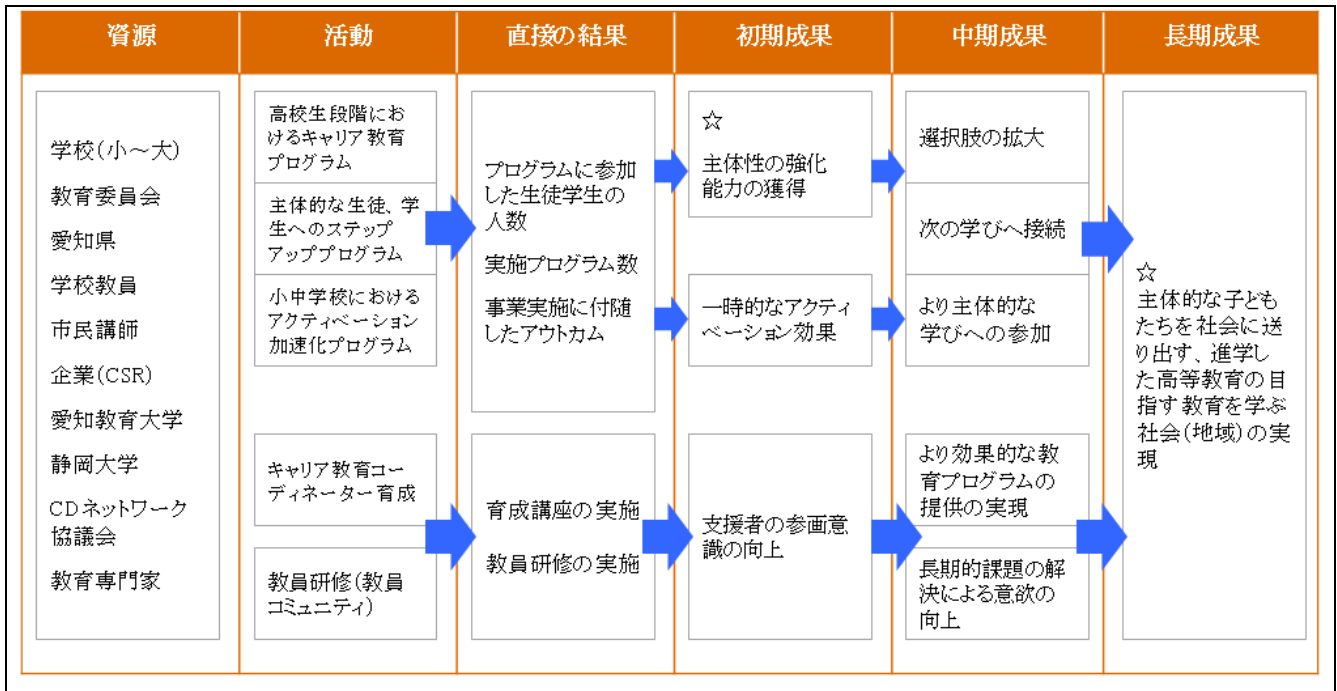 資源
活動
直接の結果
初期成果
中期成果
長期成果
学校(小～大)
教育委員会
愛知県
学校教員
市民講師
企業(CSR)
愛知教育大学
静岡大学
CDネットワーク
協議会
教育専門家
高校生段階にお
けるキャリア教育
プログラム
主体的な生徒、学
生へのステップ
アッププログラム
小中学校における
アクティベーション
加速化プログラム
キャリア教育コー
ディネーター育成
教員研修(教員
コミュニティ)
プログラムに参加
した生徒学生の
人数
実施プログラム数
事業実施に付随
したアウトカム
育成講座の実施
教員研修の実施
☆
主体性の強化
能力の獲得
一時的なアクティ
ベーション効果
支援者の参画意
識の向上
選択肢の拡大
次の学びへ接続
より主体的な
学びへの参加
より効果的な教
育プログラムの
提供の実現
長期的課題の解
決による意欲の
向上
☆
主体的な子ども
たちを社会に送
り出す、進学し
た高等教育の目
指す教育を学ぶ
社会(地域)の実
現